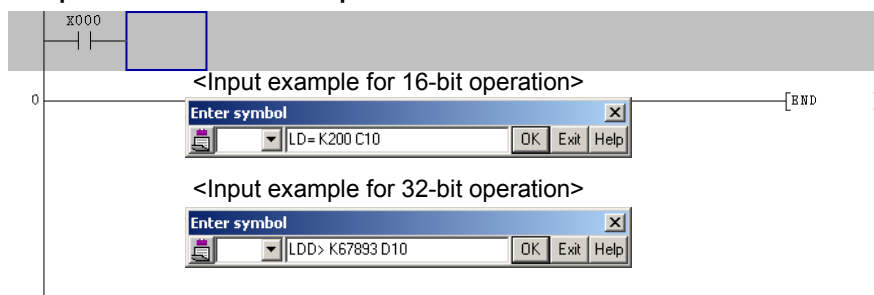 X000
<Input example for 16-bit operation>
0
[END
Enter symbol
LD= K200 C10 OK Exit Help
<Input example for 32-bit operation>
Enter symbol
LDD> K67893 D10 OK Exit Help